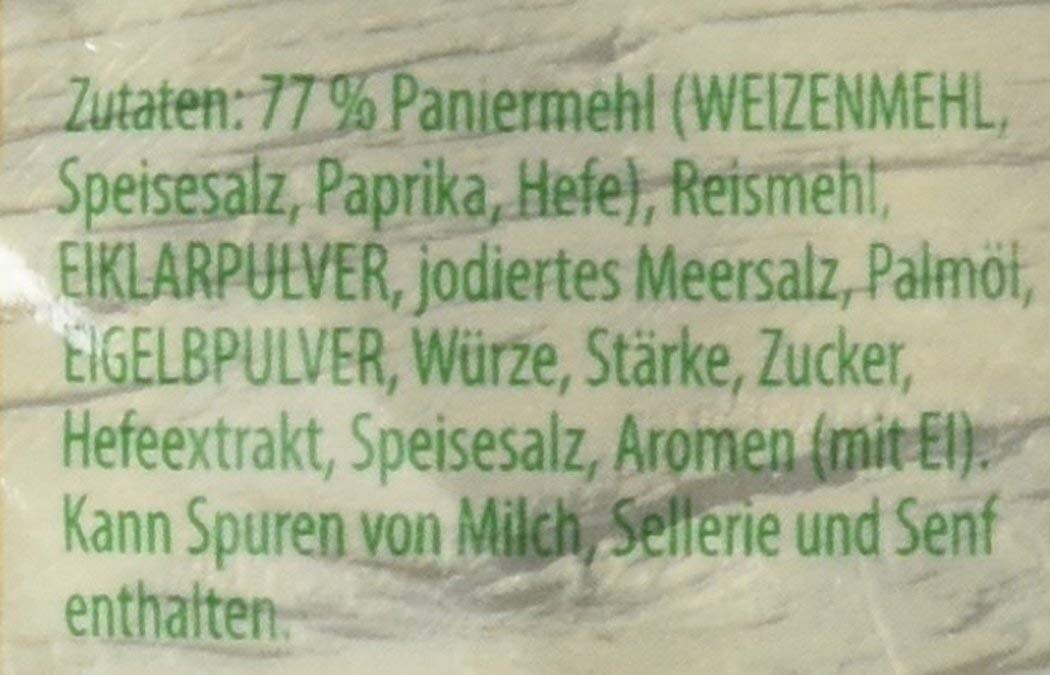 Zutaten: 77 % Paniermehl (WEIZENMEHL,
Speisesalz, Paprika, Hefe), Reismehl,
EIKLARPULVER, jodiertes Meersalz, Palmöl,
EIGELBPULVER, Würze, Stärke, Zucker,
Hefeextrakt, Speisesalz, Aromen (mit EI).
Kann Spuren von Milch, Sellerie und Senf
enthalten.